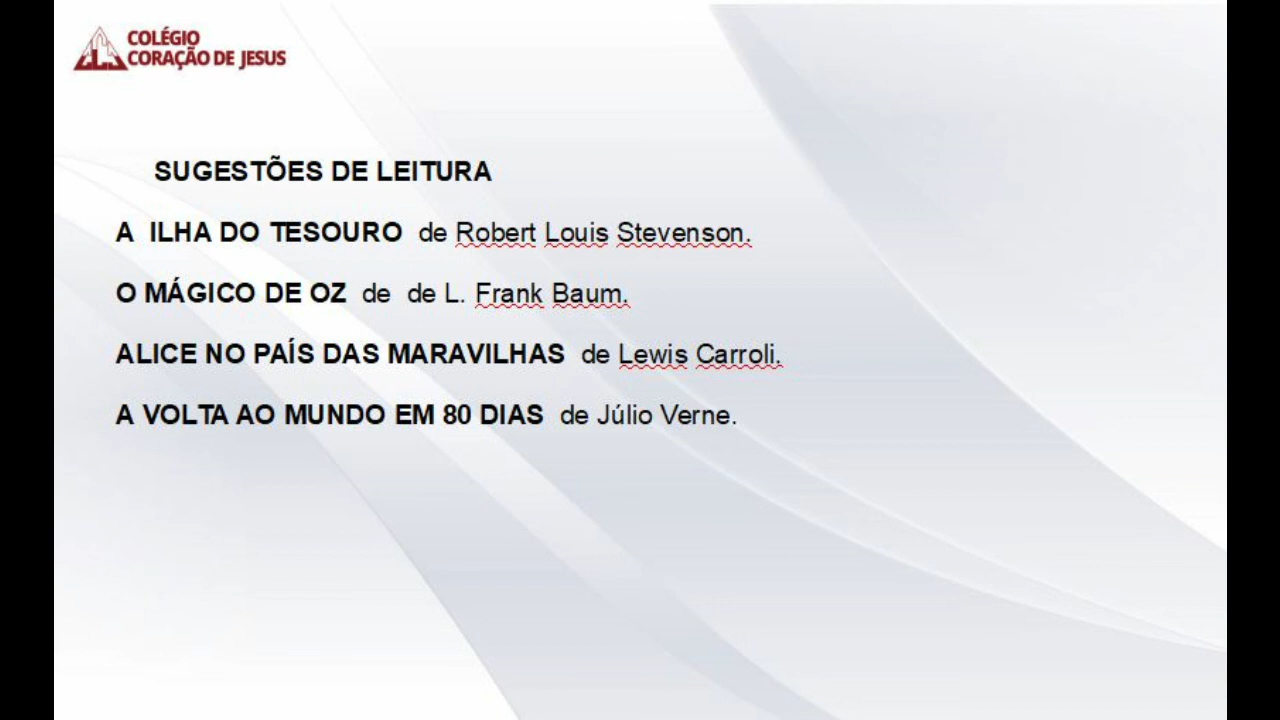 COLÉGIO
CORAÇÃO DE JESUS
SUGESTÕES DE LEITURA
A ILHA DO TESOURO de Robert Louis Stevenson.
O MÁGICO DE OZ de de L. Frank Baum.
ALICE NO PAÍS DAS MARAVILHAS de Lewis Carroli.
A VOLTA AO MUNDO EM 80 DIAS de Júlio Verne.